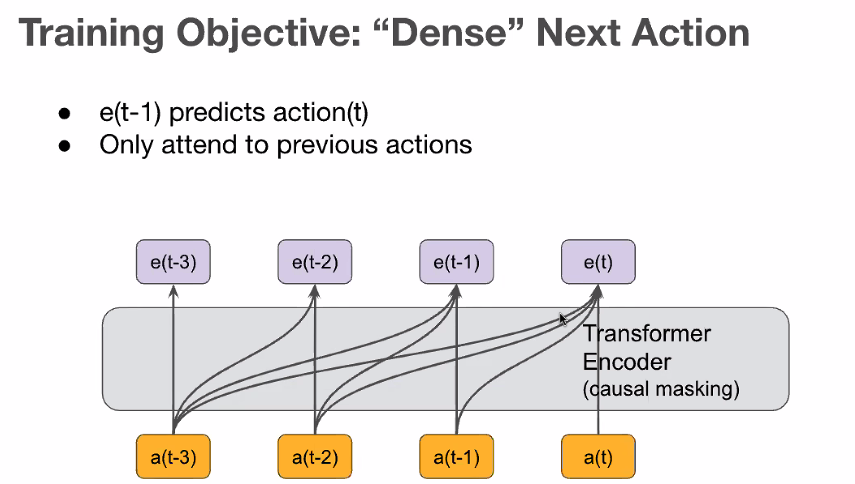 Training Objective: “Dense” Next Action
● e(t-1) predicts action(t)
● Only attend to previous actions
e(t-3) e(t-2) e(t-1) e(t)
Transformer
Encoder
(causal masking)
a(t-3) a(t-2) a(t-1) a(t)